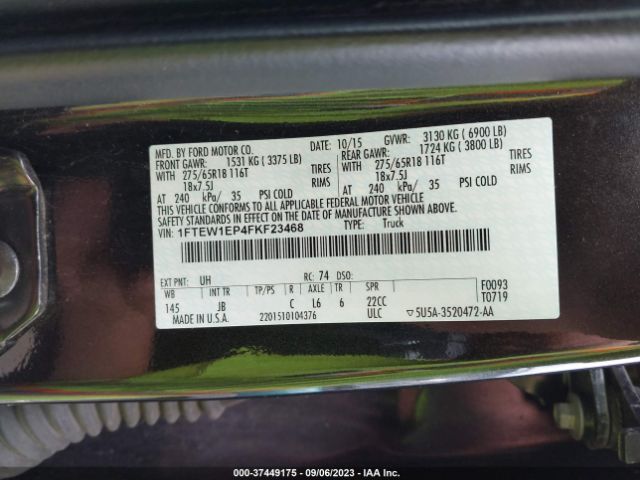 MFD. BY FORD MOTOR CO. 10/15 GVWR: 3130 KG ( 6900 LB)
FRONT GAWR: 1531 KG ( 3375 LB) REAR GAWR: 1724 KG ( 3800 LB)
WITH 275/65R18 116T TIRES WITH 275/65R18 116T TIRES
18x7.5J RIMS 18x7.5J RIMS
AT 240 kPa/ 35 PSI COLD AT 240 kPa/ 35 PSI COLD
THIS VEHICLE CONFORMS TO ALL APPLICABLE FEDERAL MOTOR VEHICLE
SAFETY STANDARDS IN EFFECT ON THE DATE OF MANUFACTURE SHOWN ABOVE.
VIN: 1FTEW1EP4FKF23468 TYPE: Truck
EXT PNT: UH RC: 74 DSO:
WB INT TR TP/PS R AXLE TR SPR F0093
145 JB C L6 6 22CC T0719
MADE IN U.S.A. 2201510104376 ULC ▽5U5A-3520472-AA
000-37449175 - 09/06/2023 - IAA Inc.